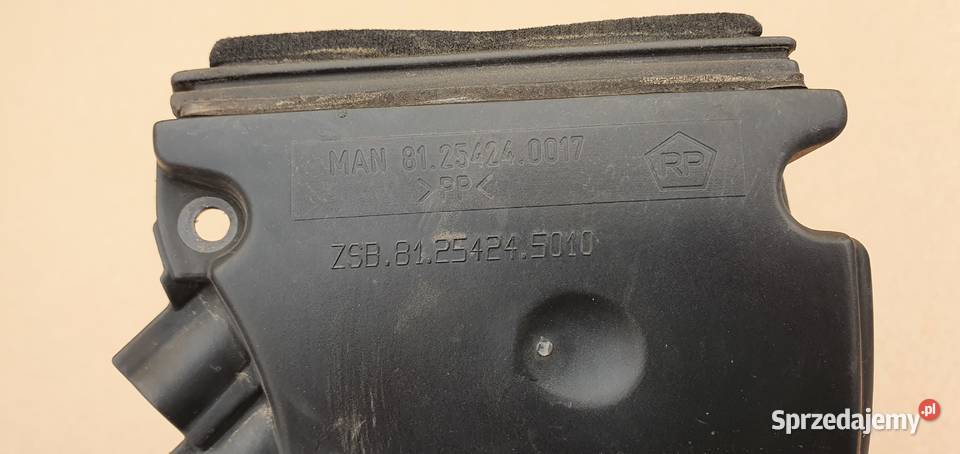 MAN 81.25424.0017
>PP<
RP
ZSB.81.25424.5010
Sprzedajemy.pl